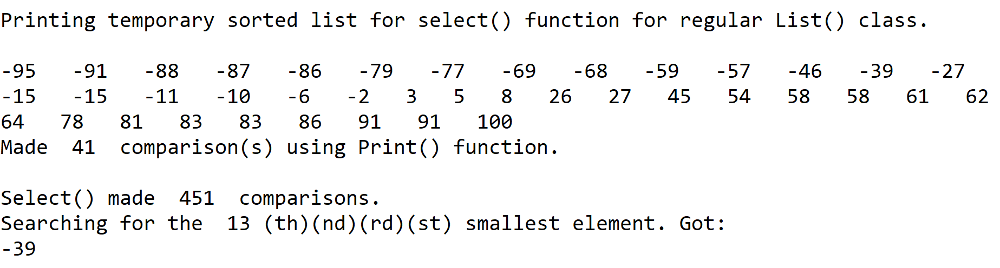 Printing temporary sorted list for select() function for regular List() class.
-95   -91   -88   -87   -86   -79   -77   -69   -68   -59   -57   -46   -39   -27
-15   -15   -11   -10   -6   -2   3   5   8   26   27   45   54   58   58   61   62
64   78   81   83   83   86   91   91   100
Made  41  comparison(s) using Print() function.
Select() made  451  comparisons.
Searching for the  13 (th)(nd)(rd)(st) smallest element. Got:
-39